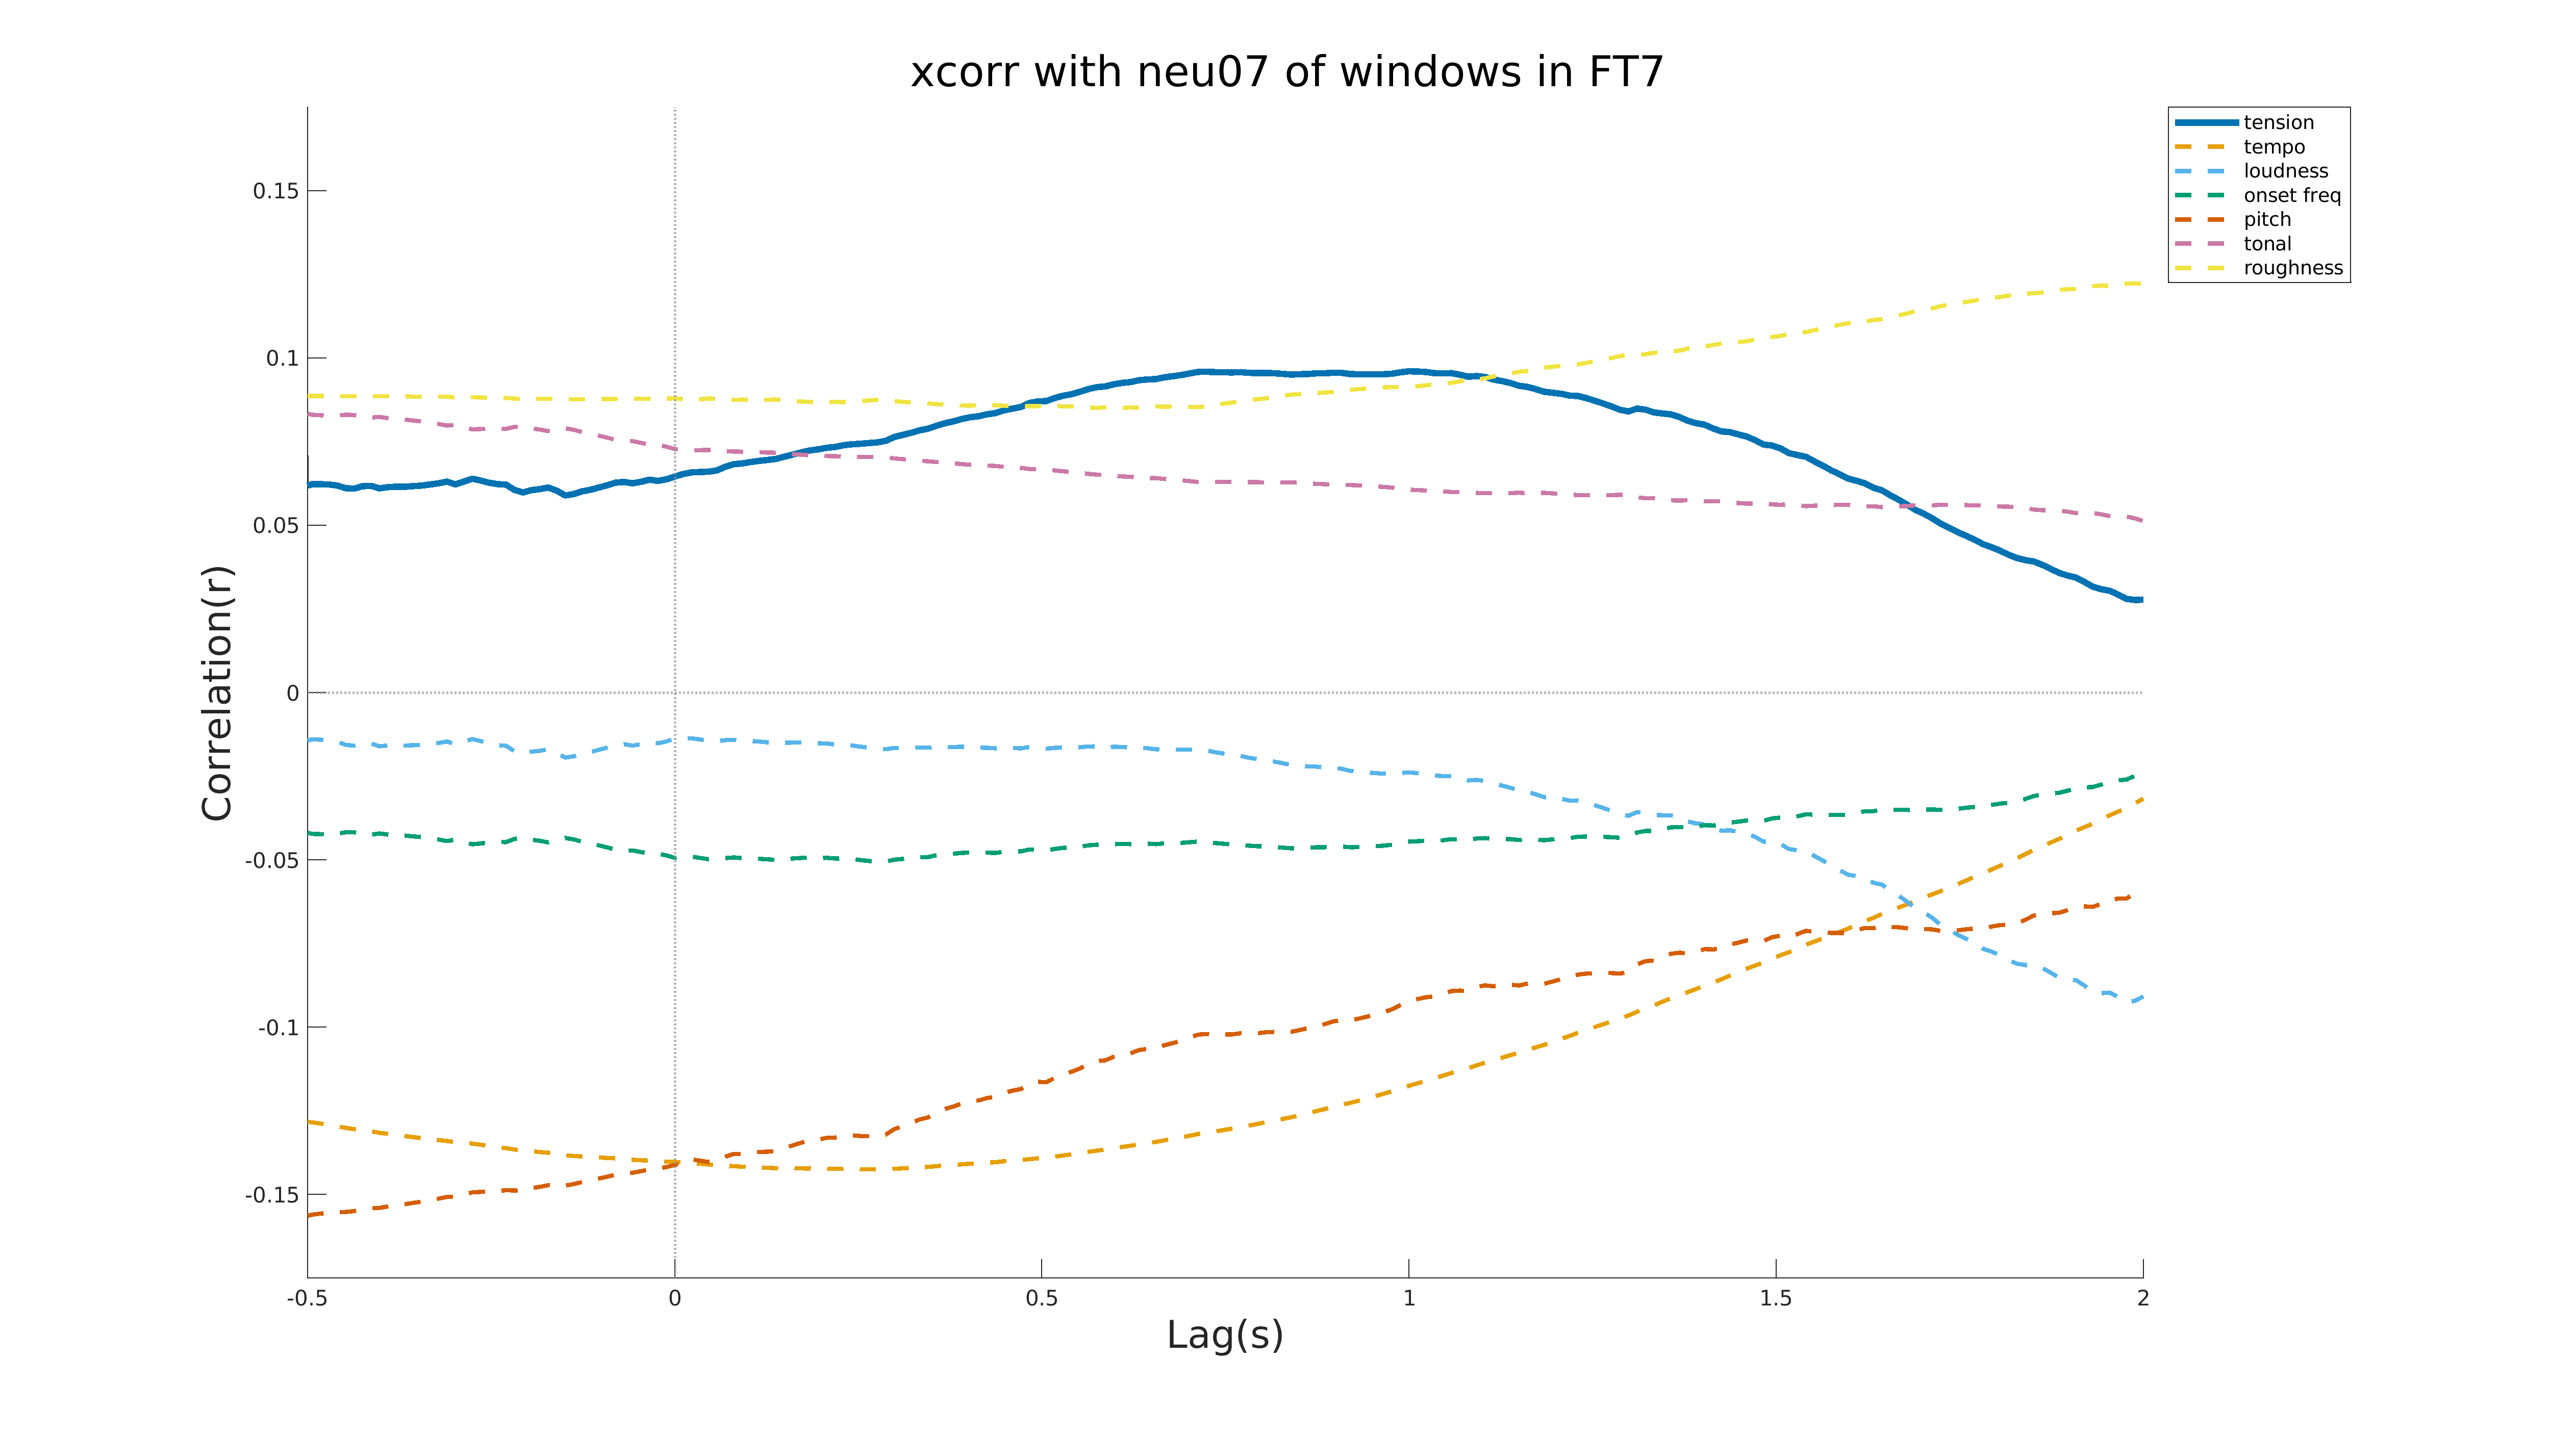 xcorr with neu07 of windows in FT7
tension
tempo
loudness
onset freq
pitch
tonal
roughness
0.15
0.1
0.05
0
-0.05
-0.1
-0.15
Correlation(r)
-0.5
0
0.5
1
1.5
2
Lag(s)